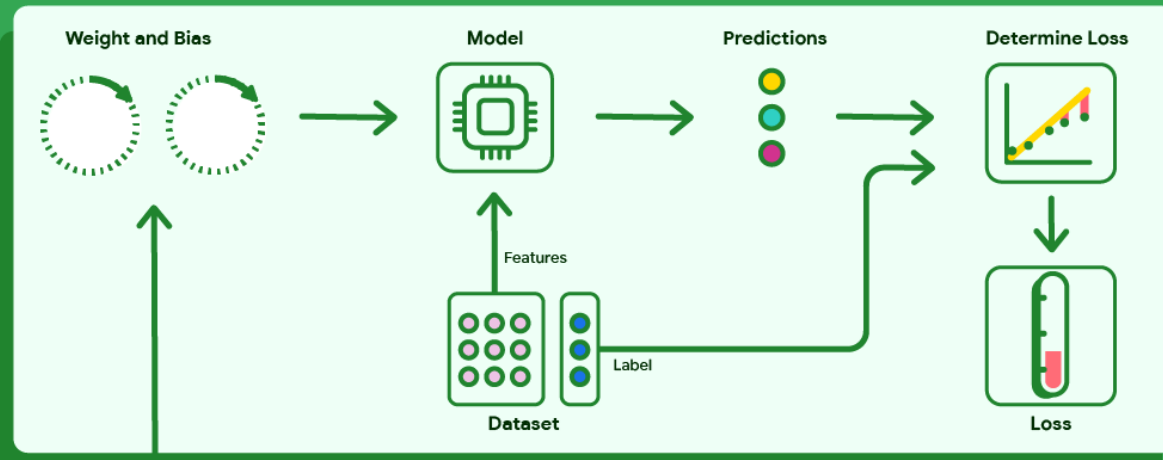 Weight and Bias
Model
Predictions
Determine Loss
Features
Label
Dataset
Loss